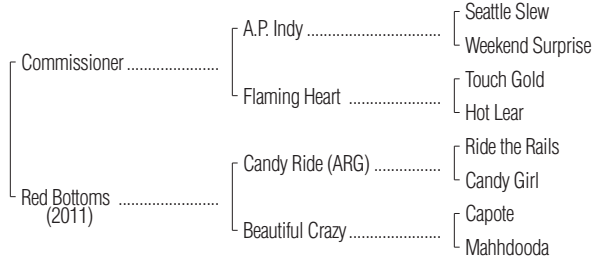 Seattle Slew
A.P. Indy ..............................
Weekend Surprise
Commissioner .....................
Touch Gold
Flaming Heart .....................
Hot Lear
Ride the Rails
Candy Ride (ARG) ...............
Candy Girl
Red Bottoms .......................
(2011)
Capote
Beautiful Crazy .....................
Mahhdooda